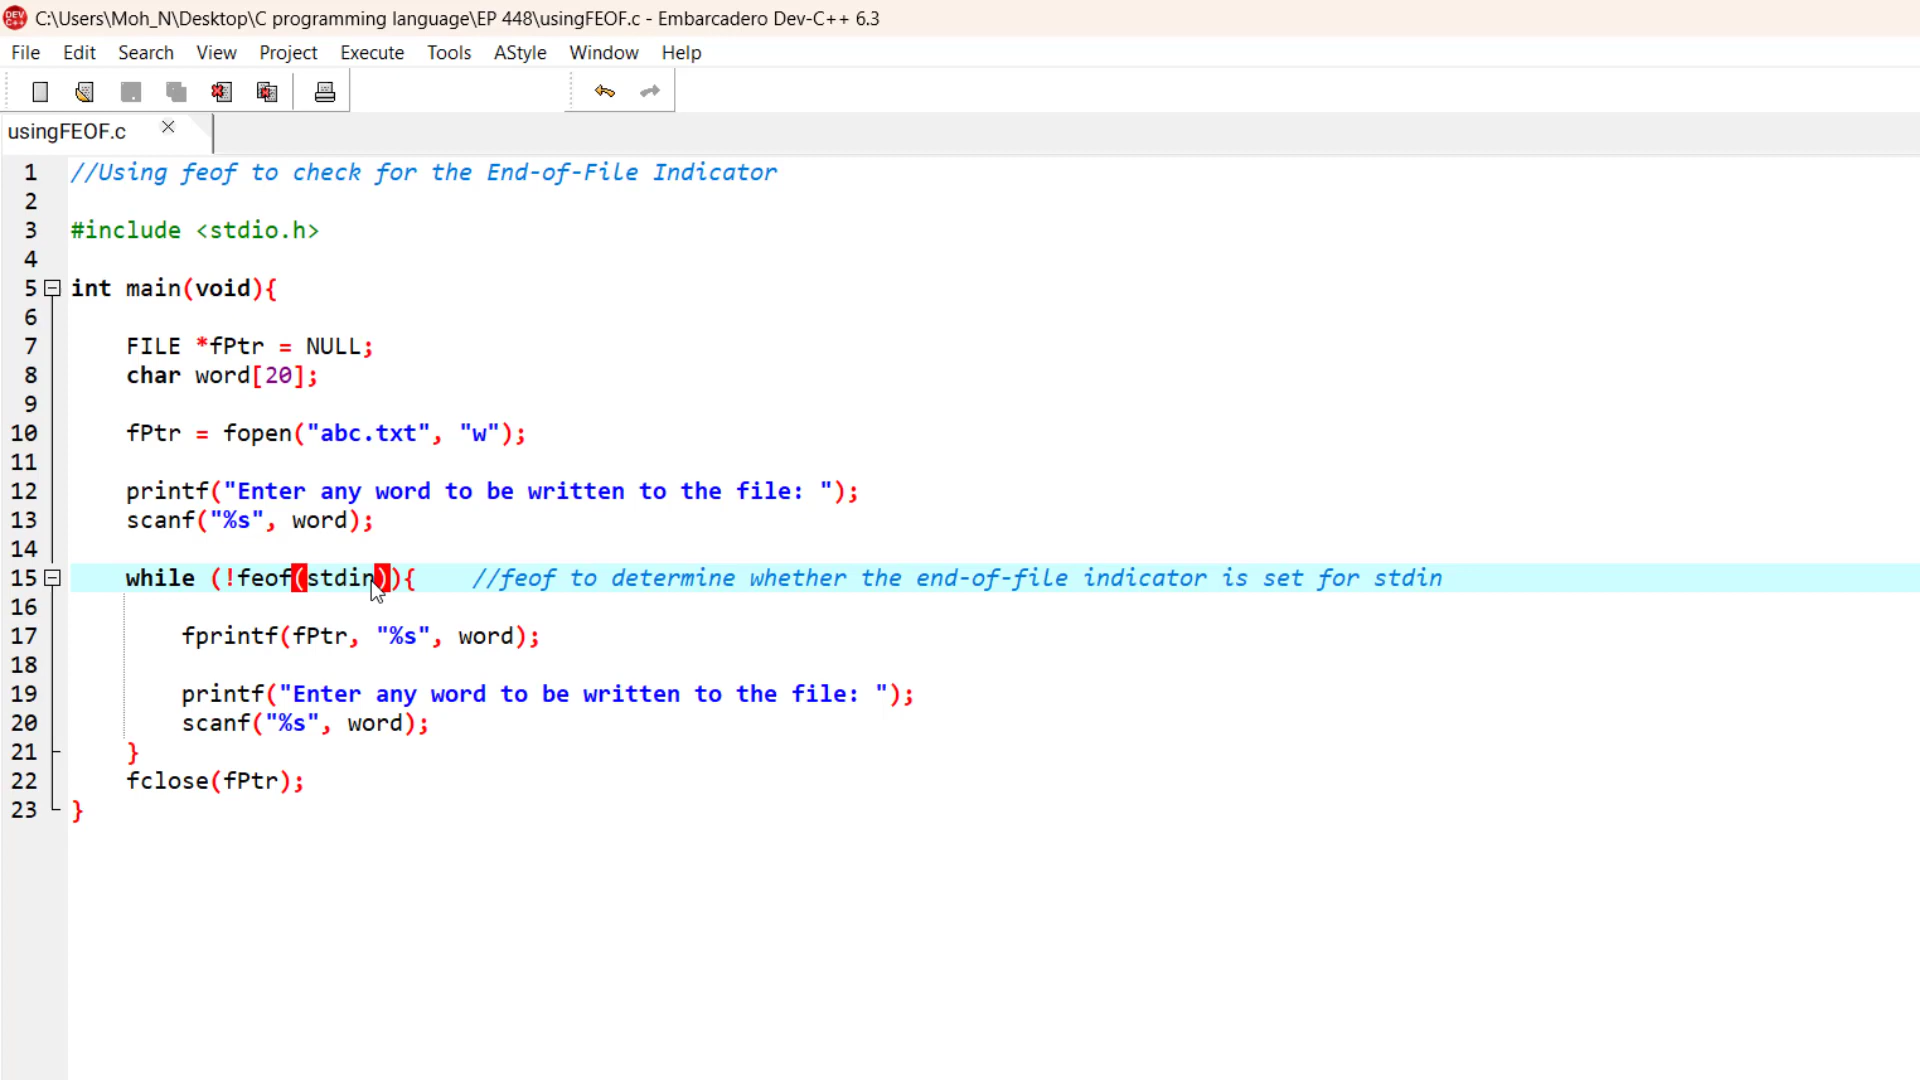 C:\Users\Moh_N\Desktop\C programming language\EP 448\usingFEOF.c - Embarcadero Dev-C++ 6.3
File Edit Search View Project Execute Tools AStyle Window Help
usingFEOF.c
1 //Using feof to check for the End-of-File Indicator
2
3 #include <stdio.h>
4
5 int main(void){
6
7 FILE *fPtr = NULL;
8 char word[20];
9
10 fPtr = fopen("abc.txt", "w");
11
12 printf("Enter any word to be written to the file: ");
13 scanf("%s", word);
14
15 while (!feof(stdin)){ //feof to determine whether the end-of-file indicator is set for stdin
16
17 fprintf(fPtr, "%s", word);
18
19 printf("Enter any word to be written to the file: ");
20 scanf("%s", word);
21 }
22 fclose(fPtr);
23 }